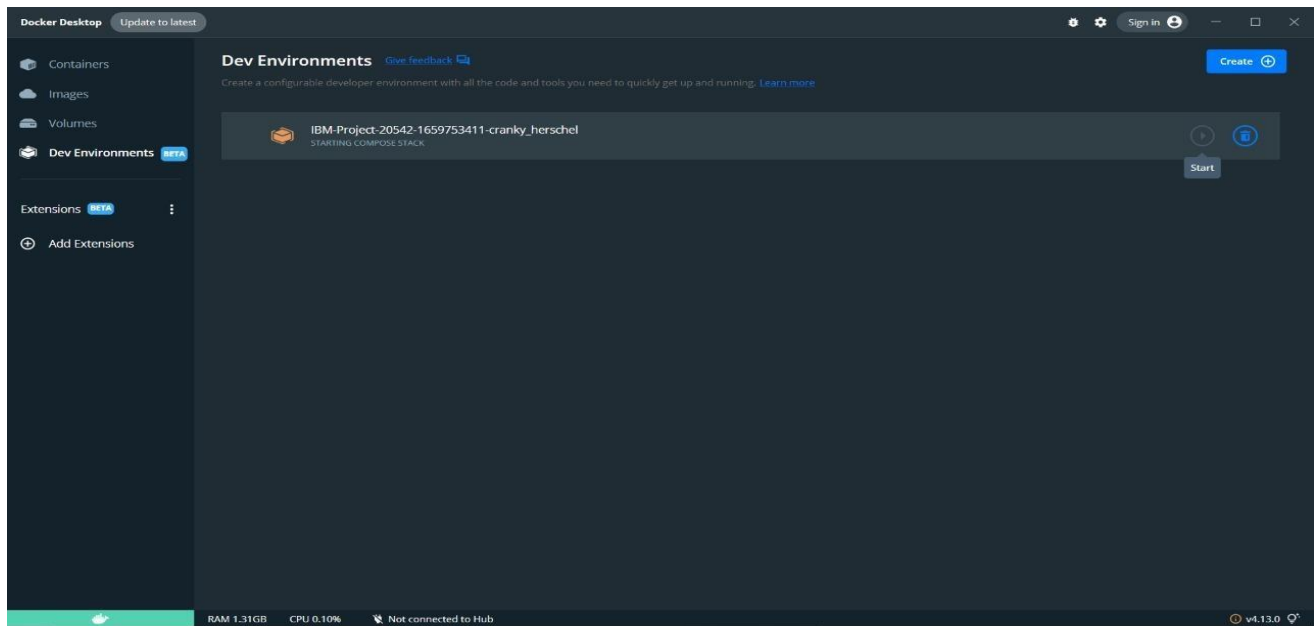 Docker Desktop Update to latest Sign in
Containers
Images
Volumes
Dev Environments BETA
Extensions BETA
Add Extensions
Dev Environments Give feedback
Create +
Create a configurable developer environment with all the code and tools you need to quickly get up and running. Learn more
IBM-Project-20542-1659753411-cranky_herschel
STARTING COMPOSE STACK
Start
RAM 1.31GB CPU 0.10% Not connected to Hub v4.13.0